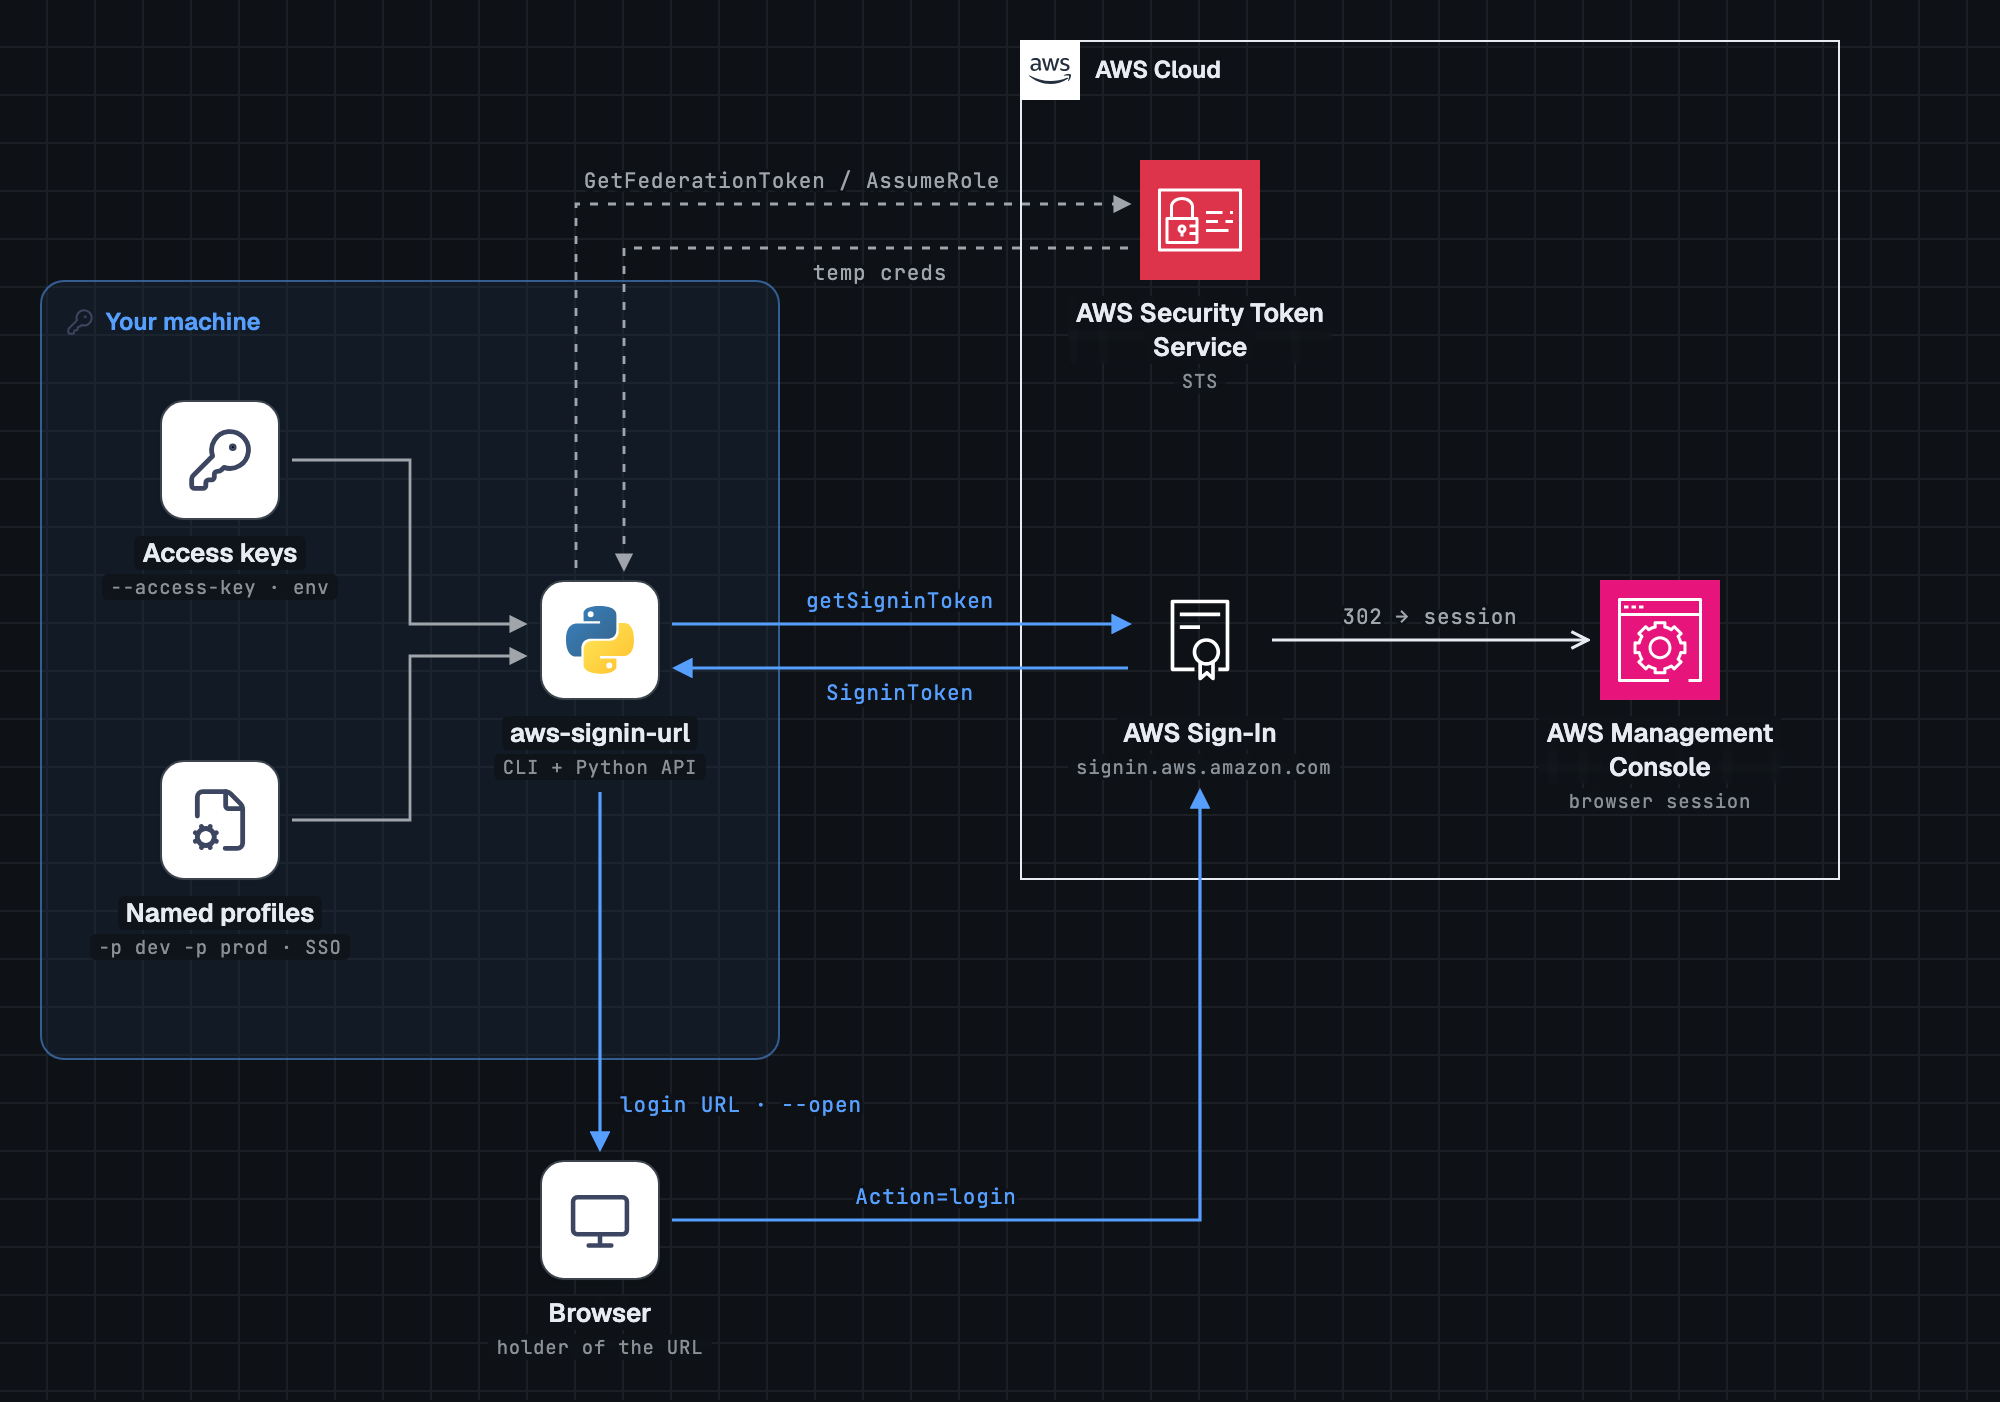 aws
AWS Cloud
GetFederationToken / AssumeRole
temp creds
AWS Security Token
Service
STS
Your machine
Access keys
--access-key · env
getSigninToken
SigninToken
302 → session
aws-signin-url
CLI + Python API
AWS Sign-In
signin.aws.amazon.com
AWS Management
Console
browser session
Named profiles
-p dev -p prod · SSO
login URL · --open
Action=login
Browser
holder of the URL